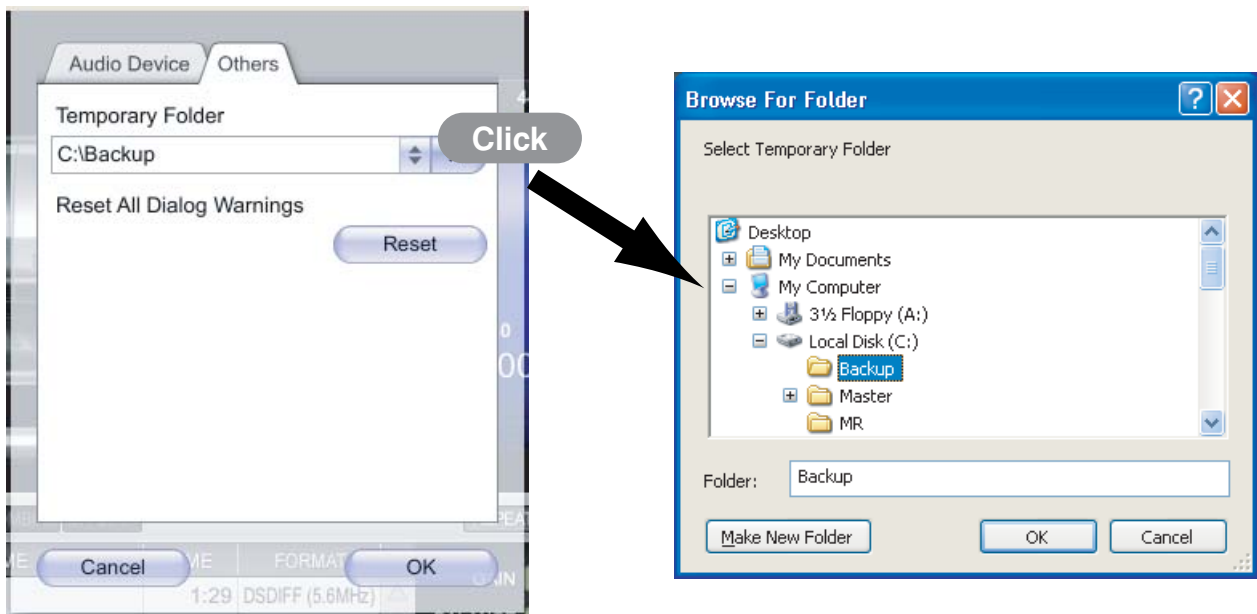 Audio Device
Others
Temporary Folder
C:\Backup
Click
Reset All Dialog Warnings
Reset
Cancel
OK
FORMAT
1:29 DSDIFF (5.6MHz)
Browse For Folder
Select Temporary Folder
Desktop
My Documents
My Computer
3½ Floppy (A:)
Local Disk (C:)
Backup
Master
MR
Folder:
Backup
Make New Folder
OK
Cancel